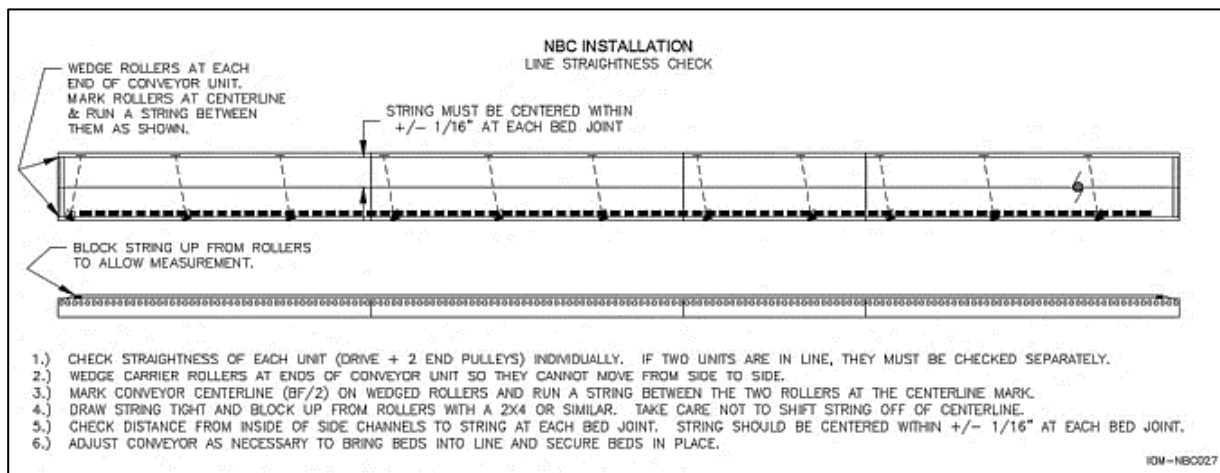 NBC INSTALLATION
LINE STRAIGHTNESS CHECK
WEDGE ROLLERS AT EACH
END OF CONVEYOR UNIT.
MARK ROLLERS AT CENTERLINE
& RUN A STRING BETWEEN
THEM AS SHOWN.
STRING MUST BE CENTERED WITHIN
+/- 1/16" AT EACH BED JOINT
BLOCK STRING UP FROM ROLLERS
TO ALLOW MEASUREMENT.
1.) CHECK STRAIGHTNESS OF EACH UNIT (DRIVE + 2 END PULLEYS) INDIVIDUALLY. IF TWO UNITS ARE IN LINE, THEY MUST BE CHECKED SEPARATELY.
2.) WEDGE CARRIER ROLLERS AT ENDS OF CONVEYOR UNIT SO THEY CANNOT MOVE FROM SIDE TO SIDE.
3.) MARK CONVEYOR CENTERLINE (BF/2) ON WEDGED ROLLERS AND RUN A STRING BETWEEN THE TWO ROLLERS AT THE CENTERLINE MARK.
4.) DRAW STRING TIGHT AND BLOCK UP FROM ROLLERS WITH A 2X4 OR SIMILAR. TAKE CARE NOT TO SHIFT STRING OFF OF CENTERLINE.
5.) CHECK DISTANCE FROM INSIDE OF SIDE CHANNELS TO STRING AT EACH BED JOINT. STRING SHOULD BE CENTERED WITHIN +/- 1/16" AT EACH BED JOINT.
6.) ADJUST CONVEYOR AS NECESSARY TO BRING BEDS INTO LINE AND SECURE BEDS IN PLACE.
IOM-NBC027